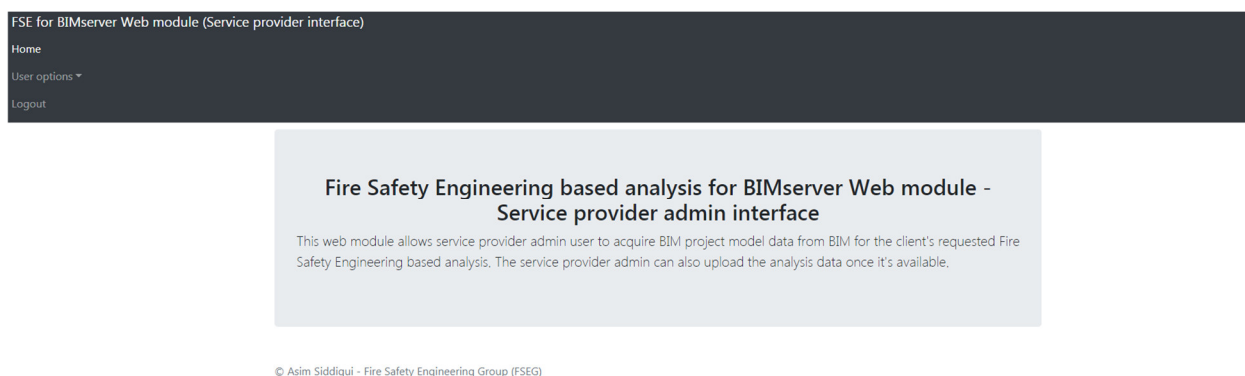 FSE for BIMserver Web module (Service provider interface)
Home
User options
Logout
Fire Safety Engineering based analysis for BIMserver Web module -
Service provider admin interface
This web module allows service provider admin user to acquire BIM project model data from BIM for the client's requested Fire
Safety Engineering based analysis. The service provider admin can also upload the analysis data once it's available.
© Asim Siddiqui - Fire Safety Engineering Group (FSEG)